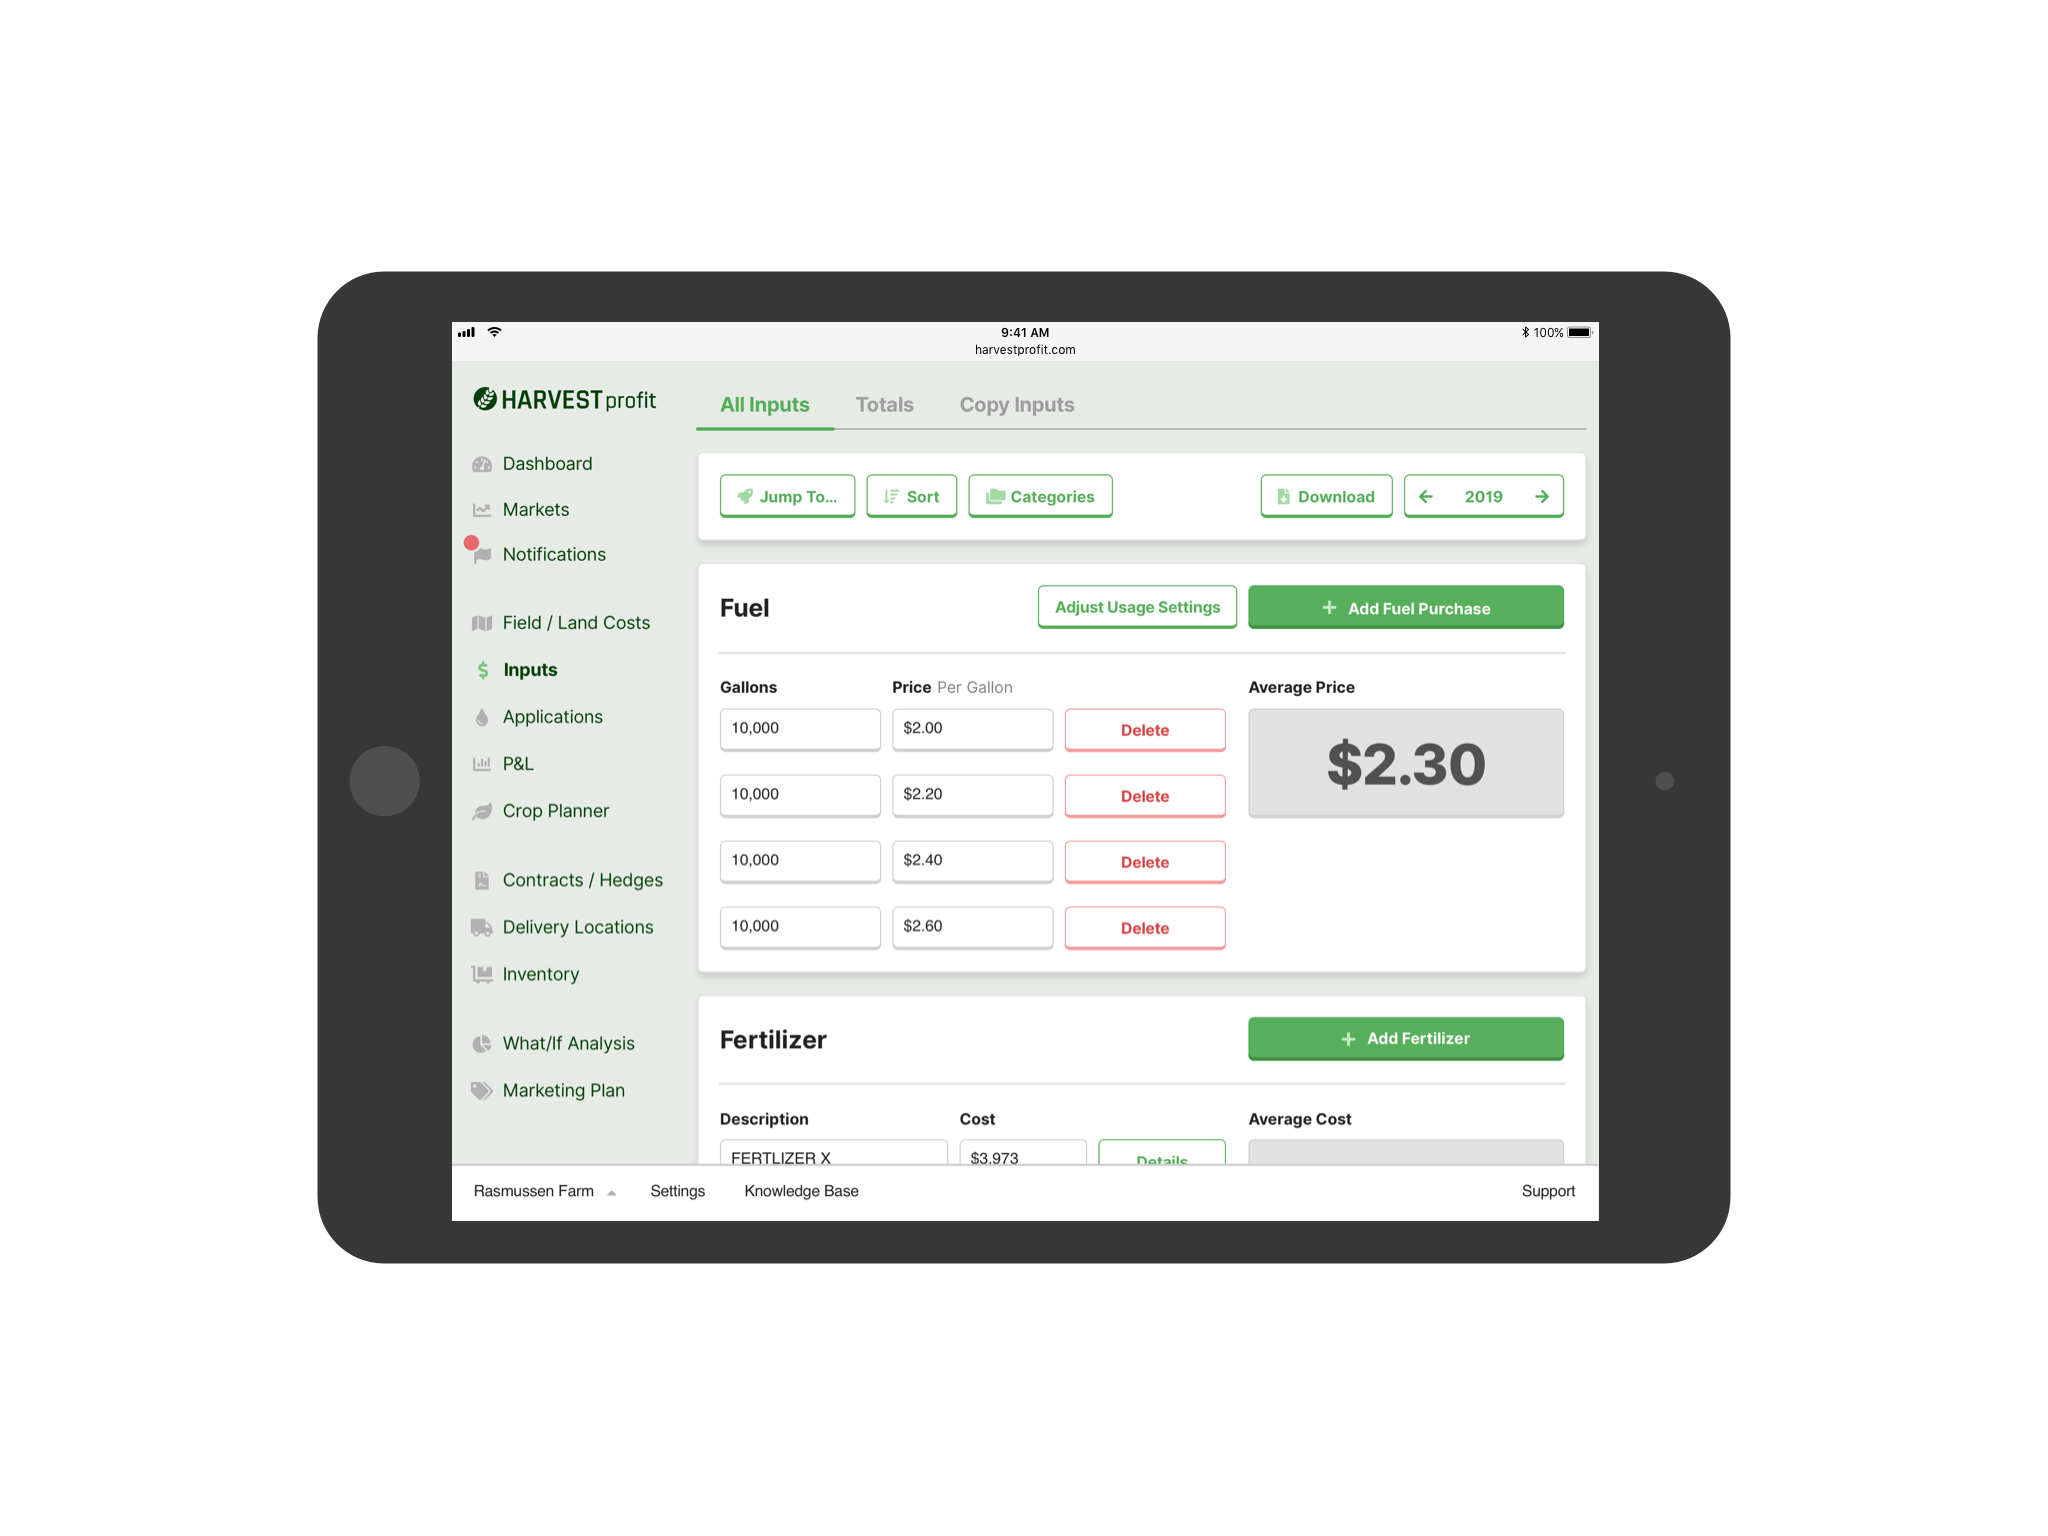 9:41 AM
100%
harvestprofit.com
HARVEST profit
Dashboard
Markets
Notifications
Field / Land Costs
Inputs
Applications
P&L
Crop Planner
Contracts / Hedges
Delivery Locations
Inventory
What/If Analysis
Marketing Plan
All Inputs Totals Copy Inputs
Jump To... Sort Categories Download 2019
Fuel Adjust Usage Settings + Add Fuel Purchase
Gallons Price Per Gallon Average Price
10,000 $2.00 Delete
$2.30
10,000 $2.20 Delete
10,000 $2.40 Delete
10,000 $2.60 Delete
Fertilizer + Add Fertilizer
Description Cost Average Cost
FERTLIZER X $3.973 Details
Rasmussen Farm Settings Knowledge Base Support